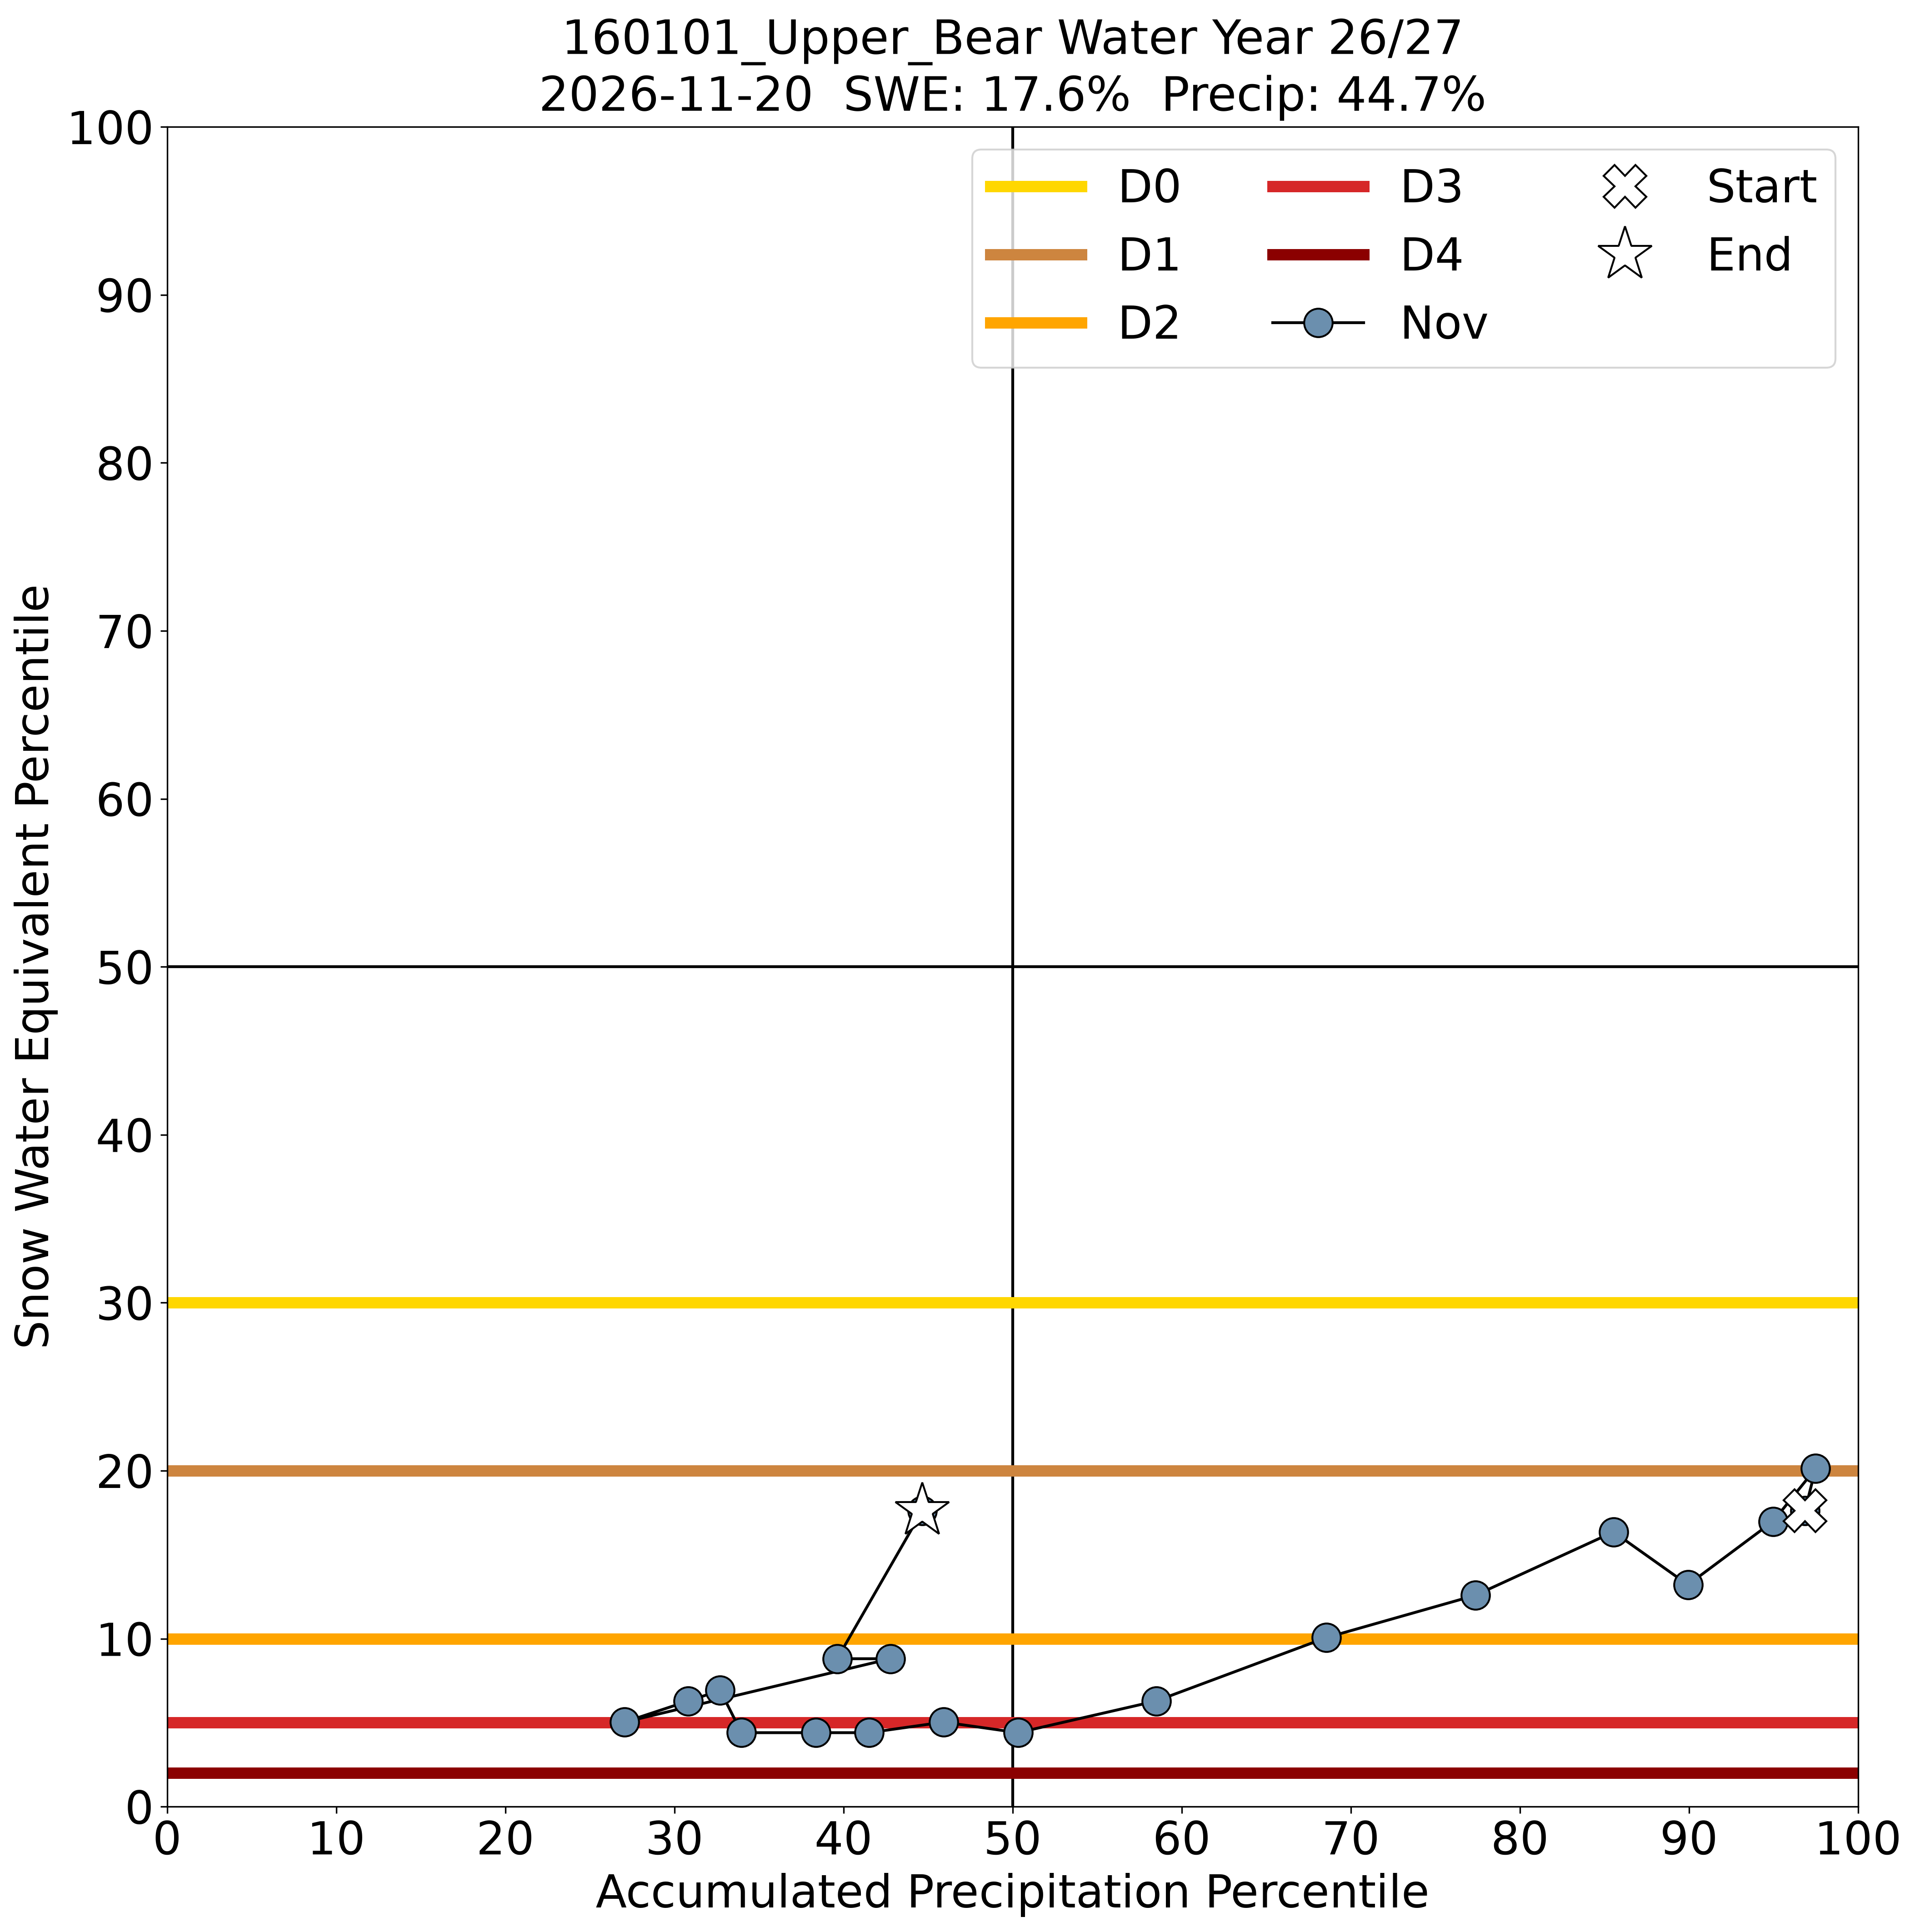 160101_Upper_Bear Water Year 26/27
2026-11-20  SWE: 17.6%  Precip: 44.7%
D0
D1
D2
D3
D4
Nov
Start
End
Snow Water Equivalent Percentile
100
90
80
70
60
50
40
30
20
10
0
0 10 20 30 40 50 60 70 80 90 100
Accumulated Precipitation Percentile